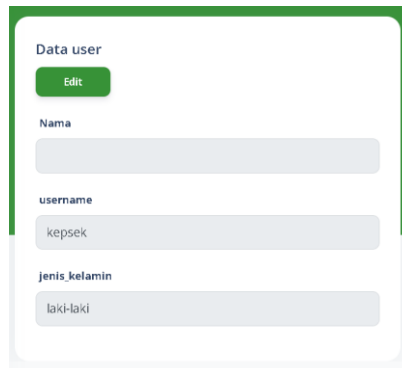 Data user
Edit
Nama
username
kepsek
jenis_kelamin
laki-laki